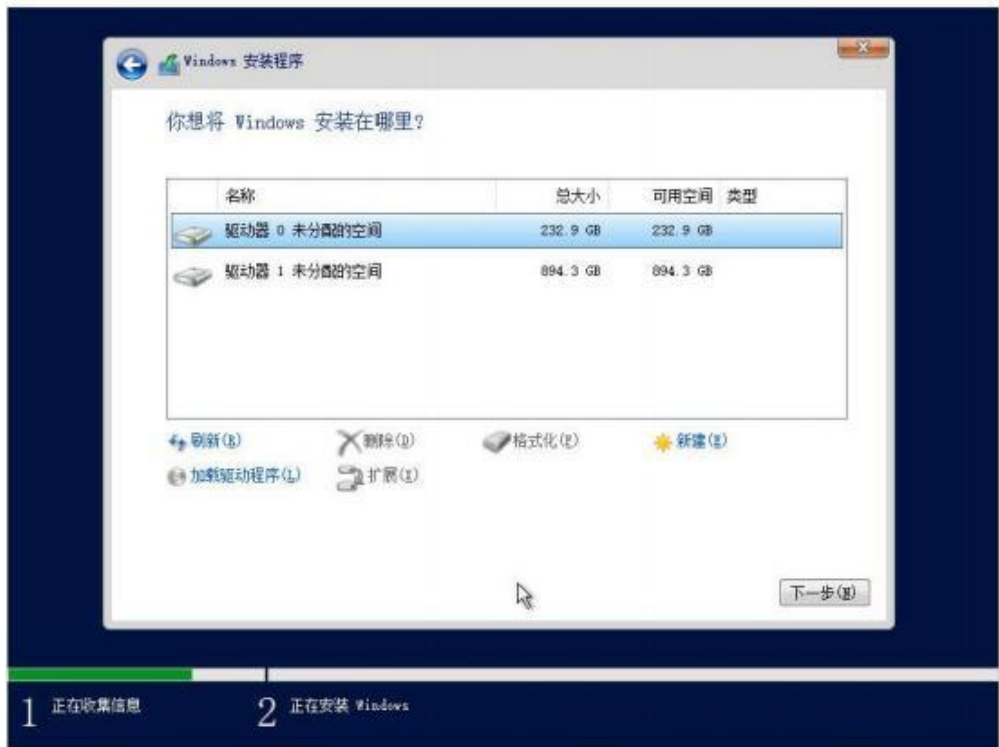 Windows 安装程序
你想将 Windows 安装在哪里?
名称 总大小 可用空间 类型
驱动器 0 未分配的空间 232.9 GB 232.9 GB
驱动器 1 未分配的空间 894.3 GB 894.3 GB
刷新(R) 删除(D) 格式化(F) 新建(E)
加载驱动程序(L) 扩展(X)
下一步(N)
1 正在收集信息 2 正在安装 Windows